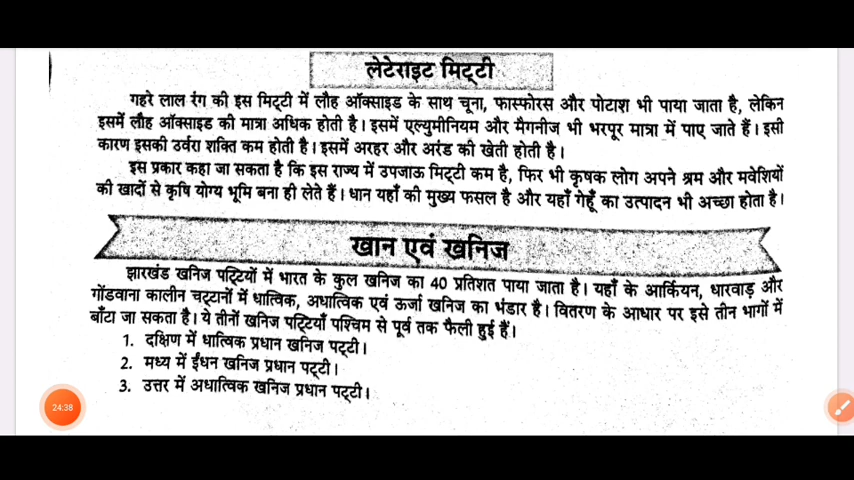 लेटेराइट मिट्टी
गहरे लाल रंग की इस मिट्टी में लौह ऑक्साइड के साथ चूना, फास्फोरस और पोटाश भी पाया जाता है, लेकिन
इसमें लौह ऑक्साइड की मात्रा अधिक होती है। इसमें एल्युमीनियम और मैगनीज भी भरपूर मात्रा में पाए जाते हैं। इसी
कारण इसकी उर्वरा शक्ति कम होती है। इसमें अरहर और अरंड की खेती होती है।
इस प्रकार कहा जा सकता है कि इस राज्य में उपजाऊ मिट्टी कम है, फिर भी कृषक लोग अपने श्रम और मवेशियों
की खादों से कृषि योग्य भूमि बना ही लेते हैं। धान यहाँ की मुख्य फसल है और यहाँ गेहूँ का उत्पादन भी अच्छा होता है।
खान एवं खनिज
झारखंड खनिज पट्टियों में भारत के कुल खनिज का 40 प्रतिशत पाया जाता है। यहाँ के आर्कियन, धारवाड़ और
गोंडवाना कालीन चट्टानों में धात्विक, अधात्विक एवं ऊर्जा खनिज का भंडार है। वितरण के आधार पर इसे तीन भागों में
बाँटा जा सकता है। ये तीनों खनिज पट्टियाँ पश्चिम से पूर्व तक फैली हुई हैं।
1. दक्षिण में धात्विक प्रधान खनिज पट्टी।
2. मध्य में ईंधन खनिज प्रधान पट्टी।
3. उत्तर में अधात्विक खनिज प्रधान पट्टी।
24:38